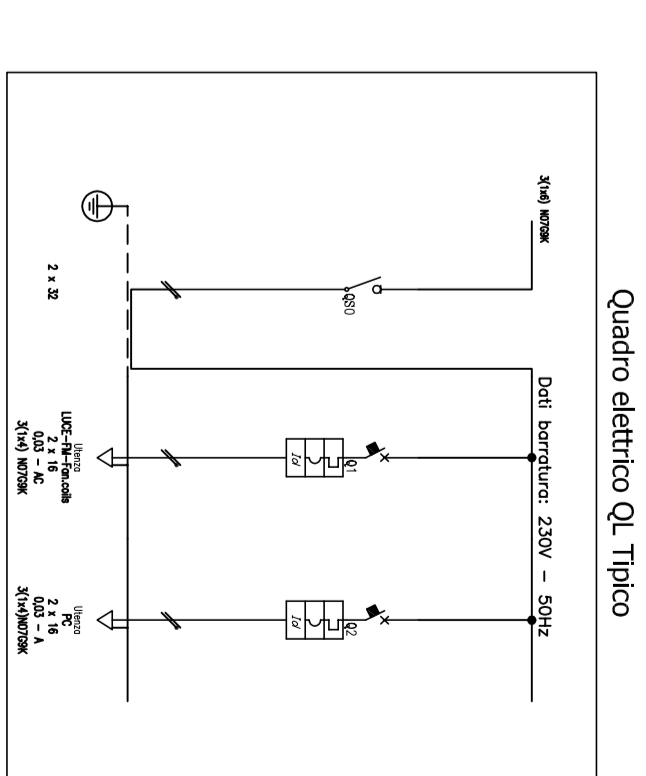 Quadro elettrico QL Tipico
3(1x6) N07G9K
Dati barratura: 230V - 50Hz
QS0
Q1
Id
Q2
Id
2 x 32
Utenza
LUCE-FM-Fan.coils
2 x 16
0,03 - AC
3(1x4) N07G9K
Utenza
PC
2 x 16
0,03 - A
3(1x4)N07G9K